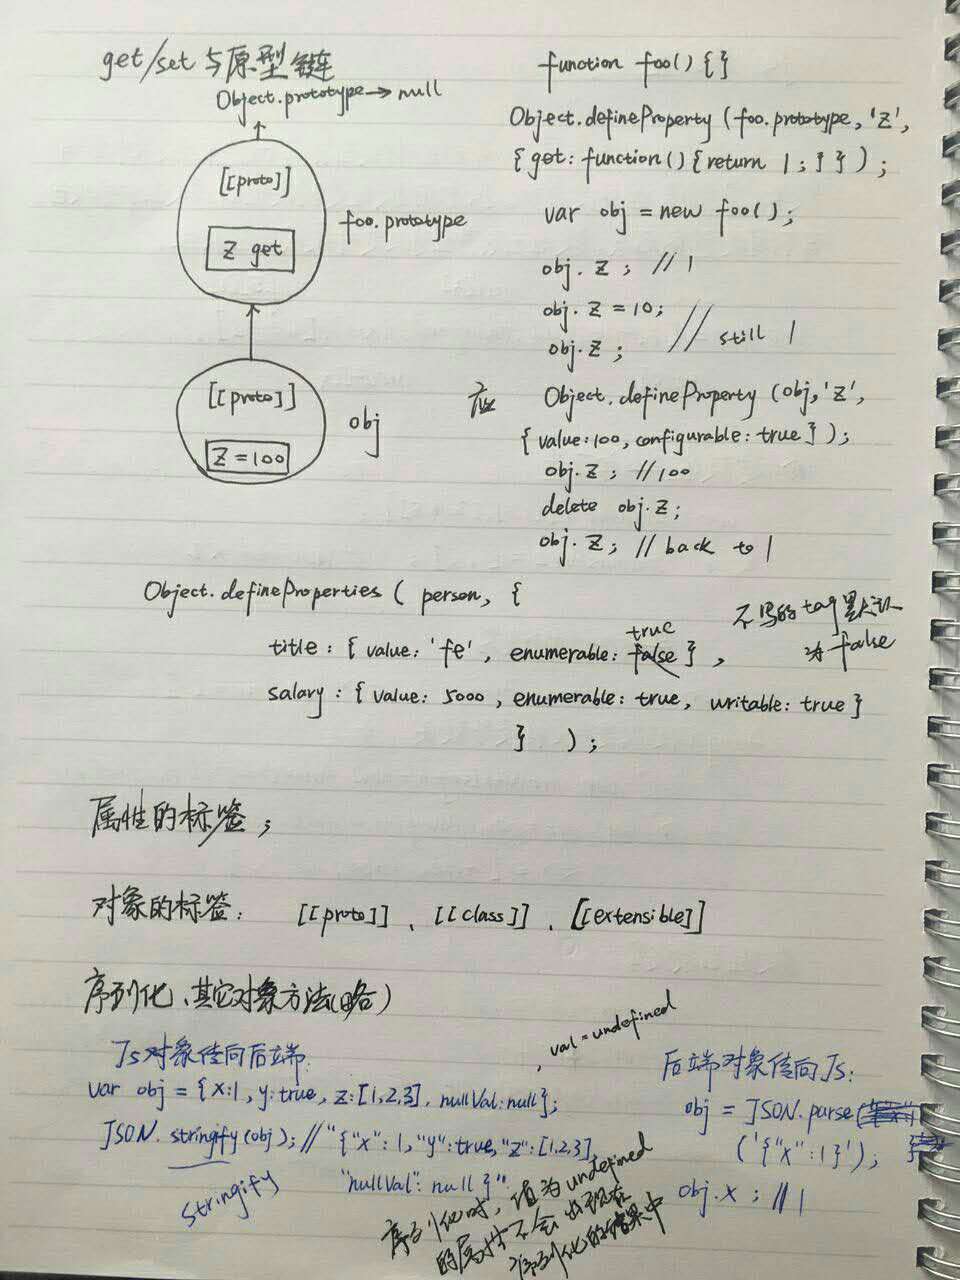 get/set与原型链
Object.prototype→null
[[proto]]
z get
foo.prototype
[[proto]]
z=100
obj
function foo(){}
Object.defineProperty(foo.prototype,'z',
{get:function(){return 1;}});
var obj=new foo();
obj.z; //1
obj.z=10;
obj.z; // still 1
应 Object.defineProperty(obj,'z',
{value:100,configurable:true});
obj.z; //100
delete obj.z;
obj.z; //back to 1
Object.defineProperties(person,{
title:{value:'fe',enumerable:false},
true
不写的tag默认
为false
salary:{value:5000,enumerable:true,writable:true}
});
属性的标签;
对象的标签: [[proto]]、[[class]]、[[extensible]]
序列化、其它对象方法(略)
Js对象传向后端:
, val=undefined
var obj={x:1,y:true,z:[1,2,3],nullVal:null};
JSON.stringify(obj);//"{"x":1,"y":true,"z":[1,2,3],
"nullVal":null}"
stringify
序列化时,值为undefined
的属性不会出现在
序列化的结果中
后端对象传向Js:
obj=JSON.parse(
('{"x":1}');
obj.x; //1